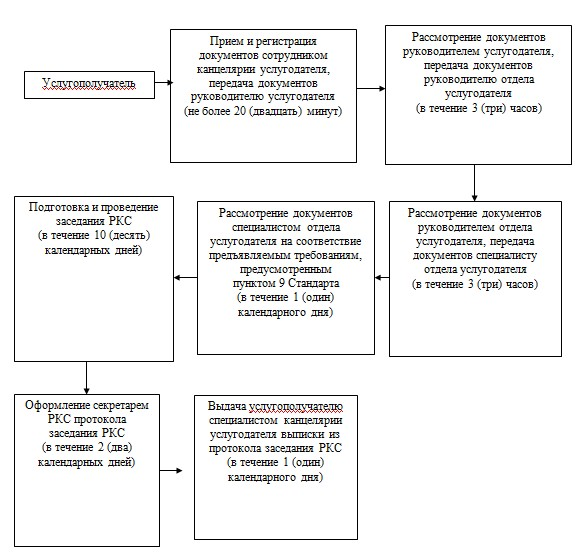 Услугополучатель
Прием и регистрация
документов сотрудником
канцелярии услугодателя,
передача документов
руководителю услугодателя
(не более 20 (двадцать) минут)
Рассмотрение документов
руководителем услугодателя,
передача документов
руководителю отдела
услугодателя
(в течение 3 (три) часов)
Рассмотрение документов
руководителем отдела
услугодателя, передача
документов специалисту
отдела услугодателя
(в течение 3 (три) часов)
Рассмотрение документов
специалистом отдела
услугодателя на соответствие
предъявляемым требованиям,
предусмотренным
пунктом 9 Стандарта
(в течение 1 (один)
календарного дня)
Подготовка и проведение
заседания РКС
(в течение 10 (десять)
календарных дней)
Оформление секретарем
РКС протокола
заседания РКС
(в течение 2 (два)
календарных дней)
Выдача услугополучателю
специалистом канцелярии
услугодателя выписки из
протокола заседания РКС
(в течение 1 (один)
календарного дня)